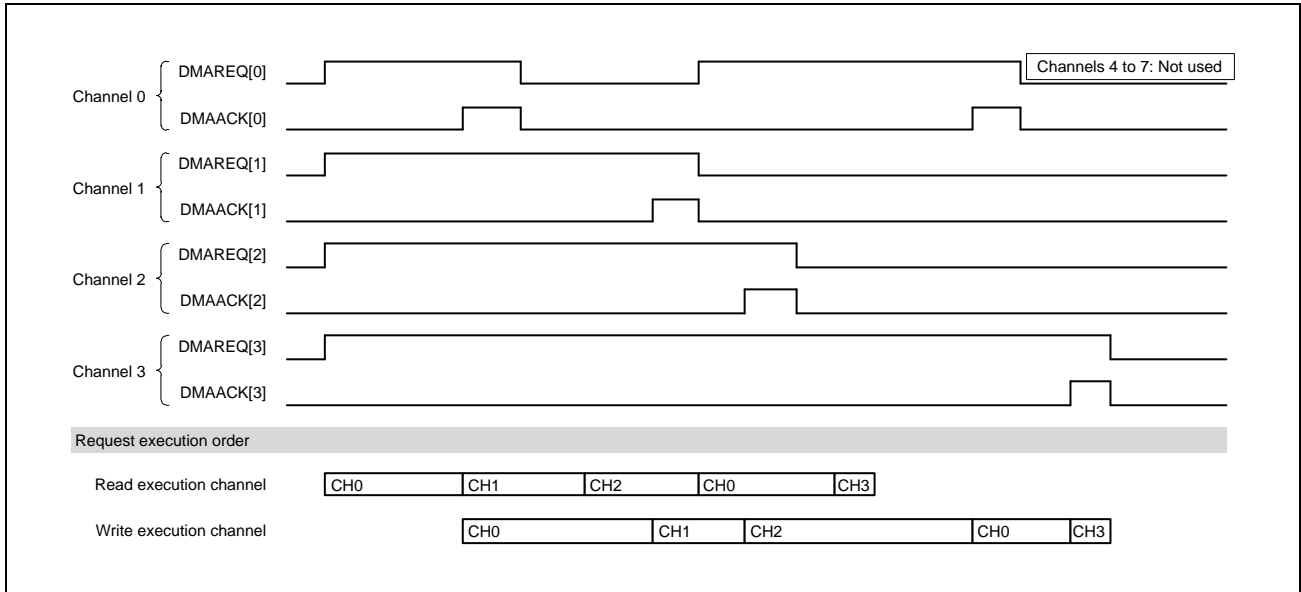 DMAREQ[0]
Channels 4 to 7: Not used
Channel 0
DMAACK[0]
DMAREQ[1]
Channel 1
DMAACK[1]
DMAREQ[2]
Channel 2
DMAACK[2]
DMAREQ[3]
Channel 3
DMAACK[3]
Request execution order
Read execution channel CH0 CH1 CH2 CH0 CH3
Write execution channel CH0 CH1 CH2 CH0 CH3